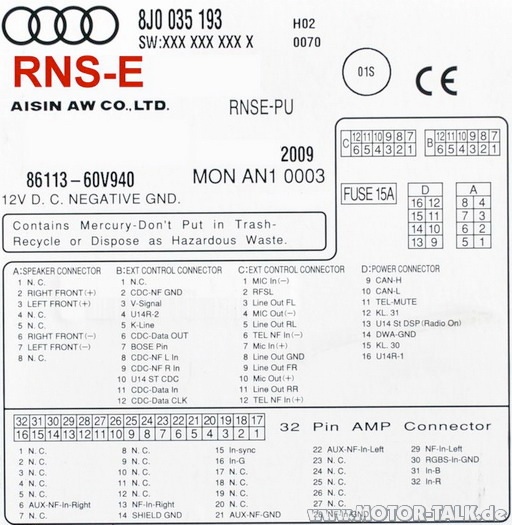 8J0 035 193
H02
SW:XXX XXX XXX X
0070
RNS-E
01S
CE
AISIN AW CO.,LTD.
RNSE-PU
C 12 11 10 9 8 7
6 5 4 3 2 1
B 12 11 10 9 8 7
6 5 4 3 2 1
2009
86113-60V940
MON AN1 0003
12V D. C. NEGATIVE GND.
FUSE 15A
D
16 12
15 11
14 10
13 9
A
8 4
7 3
6 2
5 1
Contains Mercury-Don't Put in Trash-
Recycle or Dispose as Hazardous Waste.
A:SPEAKER CONNECTOR
1 N.C.
2 RIGHT FRONT(+)
3 LEFT FRONT(+)
4 N.C.
5 N.C.
6 RIGHT FRONT(-)
7 LEFT FRONT(-)
8 N.C.
B:EXT CONTROL CONNECTOR
1 N.C.
2 CDC-NF GND
3 V-Signal
4 U14R-2
5 K-Line
6 CDC-Data OUT
7 BOSE Pin
8 CDC-NF L In
9 CDC-NF R In
10 U14 ST CDC
11 CDC-Data In
12 CDC-Data CLK
C:EXT CONTROL CONNECTOR
1 MIC In(-)
2 RFSL
3 Line Out FL
4 MIC Out(-)
5 Line Out RL
6 TEL NF In(-)
7 Mic In(+)
8 Line Out GND
9 Line Out FR
10 Mic Out(+)
11 Line Out RR
12 TEL NF In(+)
D:POWER CONNECTOR
9 CAN-H
10 CAN-L
11 TEL-MUTE
12 KL. 31
13 U14 St DSP(Radio On)
14 DWA-GND
15 KL. 30
16 U14R-1
32 31 30 29 28 27 26 25 24 23 22 21 20 19 18 17
16 15 14 13 12 11 10 9 8 7 6 5 4 3 2 1
32 Pin AMP Connector
1 N.C.
2 N.C.
3 N.C.
4 N.C.
5 N.C.
6 AUX-NF-In-Right
7 N.C.
8 N.C.
9 N.C.
10 N.C.
11 N.C.
12 N.C.
13 NF-In-Right
14 SHIELD GND
15 In-sync
16 In-G
17 N.C.
18 N.C.
19 N.C.
20 N.C.
21 AUX-NF-GND
22 AUX-NF-In-Left
23 N.C.
24 N.C.
25 N.C.
26 N.C.
27 N.C.
28 NF-GND
29 NF-In-Left
30 RGBS-In-GND
31 In-B
32 In-R
www.MOTOR-TALK.de